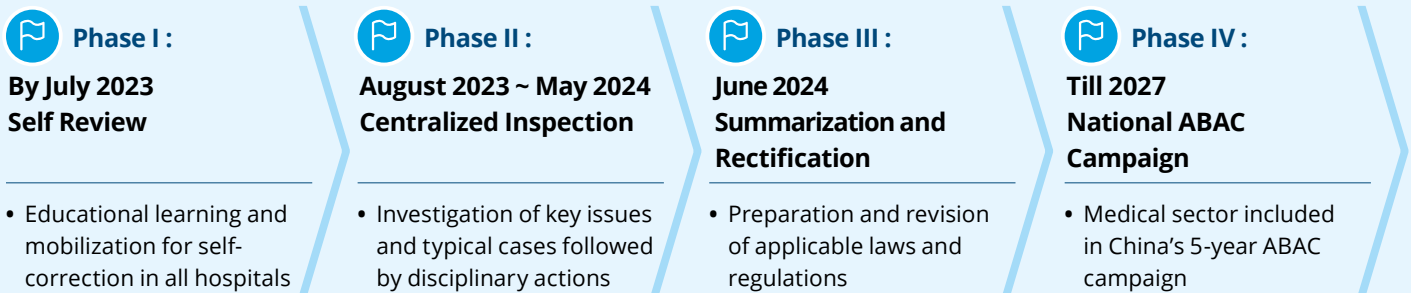 Phase I :
By July 2023
Self Review
• Educational learning and
mobilization for self-
correction in all hospitals
Phase II :
August 2023 ~ May 2024
Centralized Inspection
• Investigation of key issues
and typical cases followed
by disciplinary actions
Phase III :
June 2024
Summarization and
Rectification
• Preparation and revision
of applicable laws and
regulations
Phase IV :
Till 2027
National ABAC
Campaign
• Medical sector included
in China's 5-year ABAC
campaign